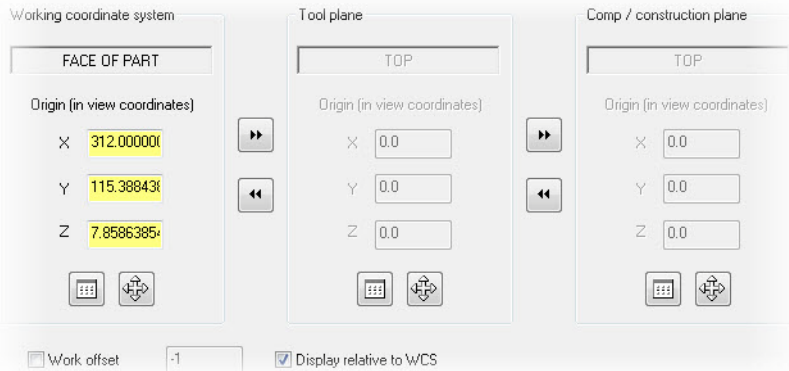 Working coordinate system
FACE OF PART
Origin (in view coordinates)
X 312.000000
Y 115.388438
Z 7.85863854
Tool plane
TOP
Origin (in view coordinates)
X 0.0
Y 0.0
Z 0.0
Comp / construction plane
TOP
Origin (in view coordinates)
X 0.0
Y 0.0
Z 0.0
Work offset -1
Display relative to WCS